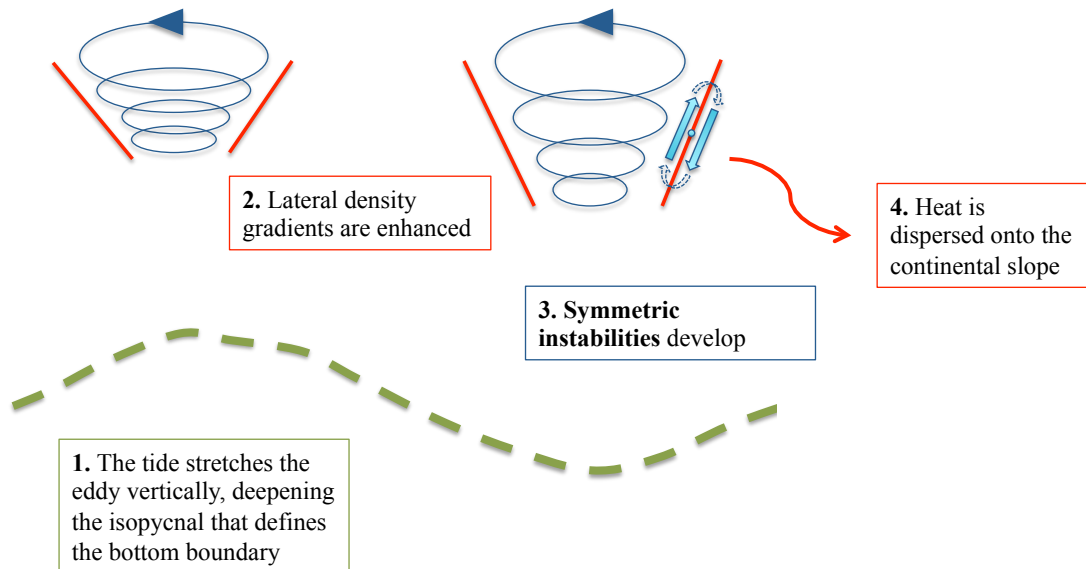 1. The tide stretches the
eddy vertically, deepening
the isopycnal that defines
the bottom boundary
2. Lateral density
gradients are enhanced
3. Symmetric
instabilities develop
4. Heat is
dispersed onto the
continental slope